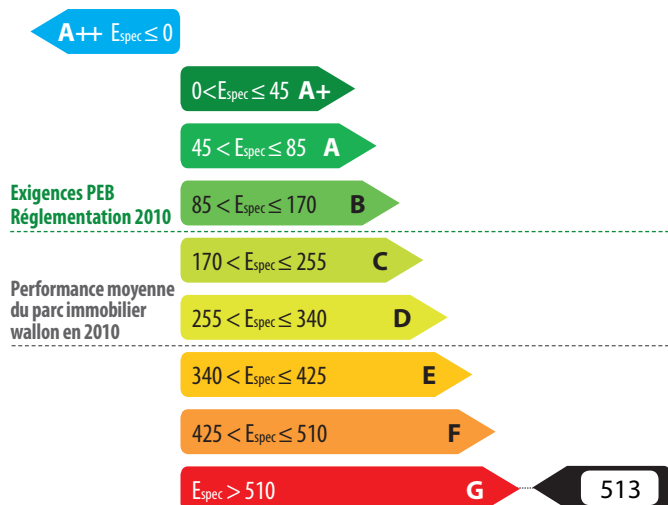 A++ Espec ≤ 0
0<Espec ≤ 45 A+
45 < Espec ≤ 85 A
Exigences PEB
Réglementation 2010
85 < Espec ≤ 170 B
170 < Espec ≤ 255 C
Performance moyenne
du parc immobilier
wallon en 2010
255 < Espec ≤ 340 D
340 < Espec ≤ 425 E
425 < Espec ≤ 510 F
Espec > 510 G 513